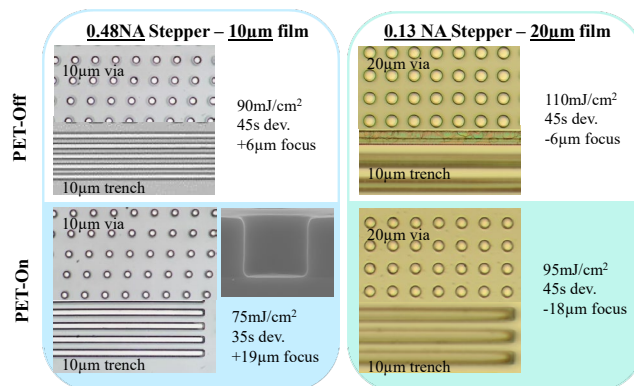 0.48NA Stepper – 10µm film
0.13 NA Stepper – 20µm film
PET-Off
10µm via
10µm trench
90mJ/cm²
45s dev.
+6µm focus
20µm via
10µm trench
110mJ/cm²
45s dev.
-6µm focus
PET-On
10µm via
10µm trench
75mJ/cm²
35s dev.
+19µm focus
20µm via
10µm trench
95mJ/cm²
45s dev.
-18µm focus